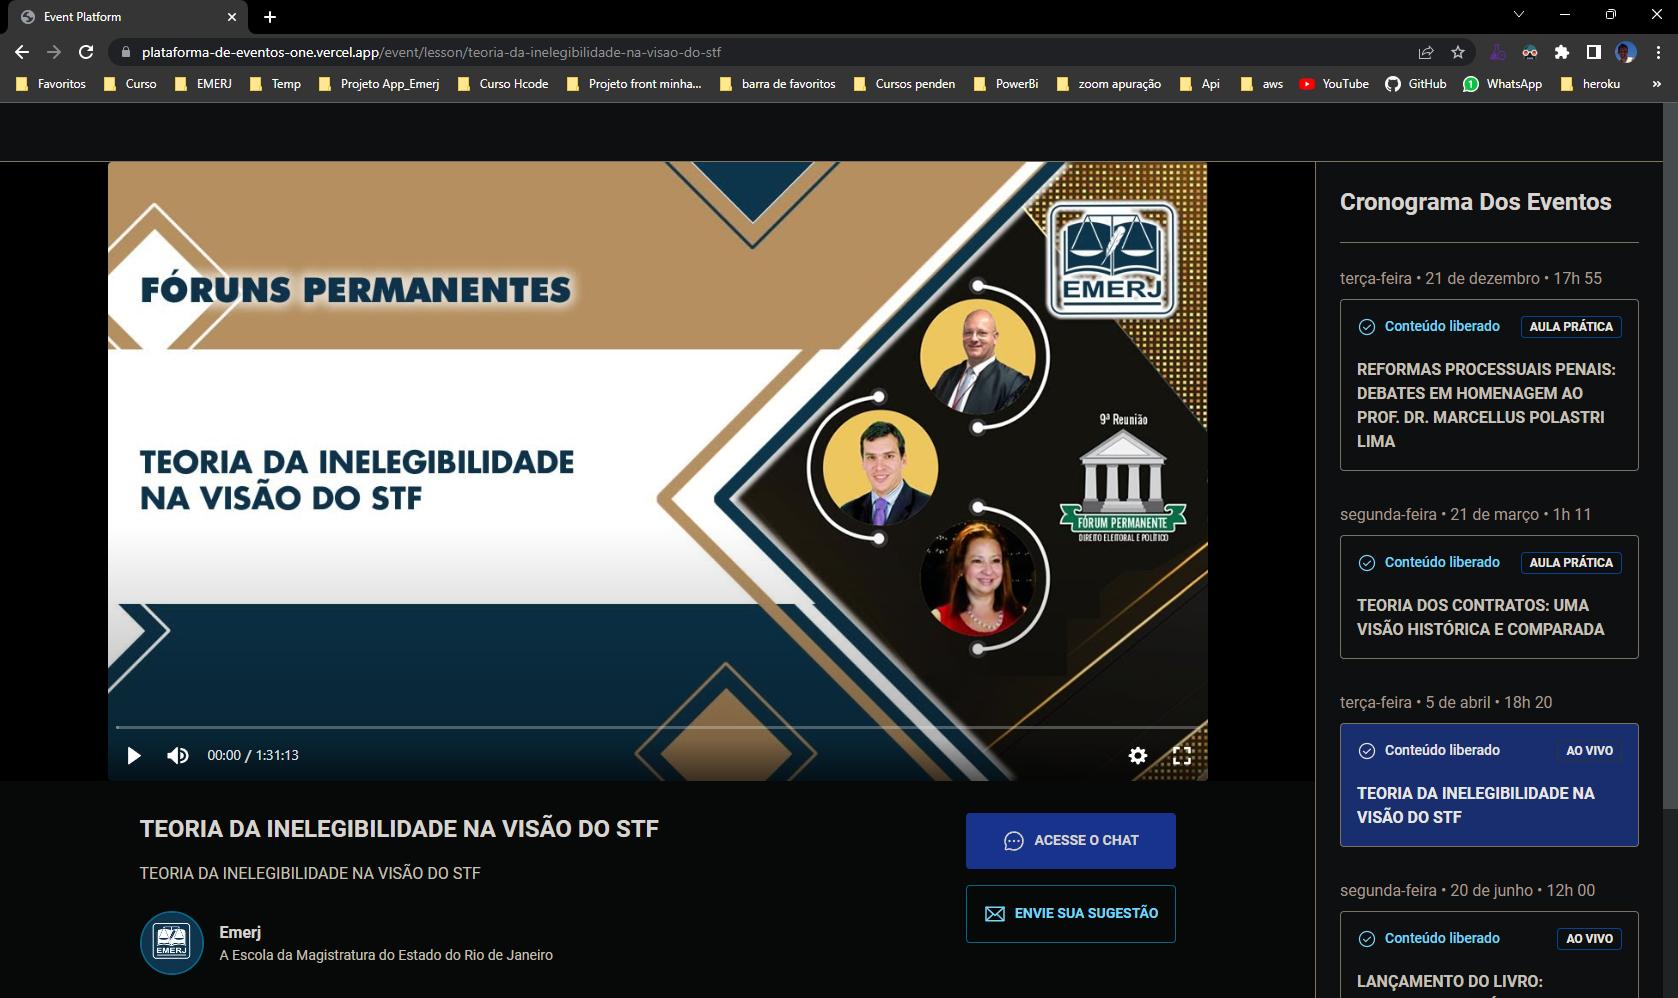 Event Platform
plataforma-de-eventos-one.vercel.app/event/lesson/teoria-da-inelegibilidade-na-visao-do-stf
Favoritos Curso EMERJ Temp Projeto App_Emerj Curso Hcode Projeto front minha... barra de favoritos Cursos penden PowerBi zoom apuração Api aws YouTube GitHub 1 WhatsApp heroku »
FÓRUNS PERMANENTES
EMERJ
TEORIA DA INELEGIBILIDADE
NA VISÃO DO STF
9ª Reunião
FÓRUM PERMANENTE
DIREITO ELEITORAL E POLÍTICO
00:00 / 1:31:13
TEORIA DA INELEGIBILIDADE NA VISÃO DO STF
TEORIA DA INELEGIBILIDADE NA VISÃO DO STF
EMERJ
Emerj
A Escola da Magistratura do Estado do Rio de Janeiro
ACESSE O CHAT
ENVIE SUA SUGESTÃO
Cronograma Dos Eventos
terça-feira • 21 de dezembro • 17h 55
Conteúdo liberado AULA PRÁTICA
REFORMAS PROCESSUAIS PENAIS:
DEBATES EM HOMENAGEM AO
PROF. DR. MARCELLUS POLASTRI
LIMA
segunda-feira • 21 de março • 1h 11
Conteúdo liberado AULA PRÁTICA
TEORIA DOS CONTRATOS: UMA
VISÃO HISTÓRICA E COMPARADA
terça-feira • 5 de abril • 18h 20
Conteúdo liberado AO VIVO
TEORIA DA INELEGIBILIDADE NA
VISÃO DO STF
segunda-feira • 20 de junho • 12h 00
Conteúdo liberado AO VIVO
LANÇAMENTO DO LIVRO: